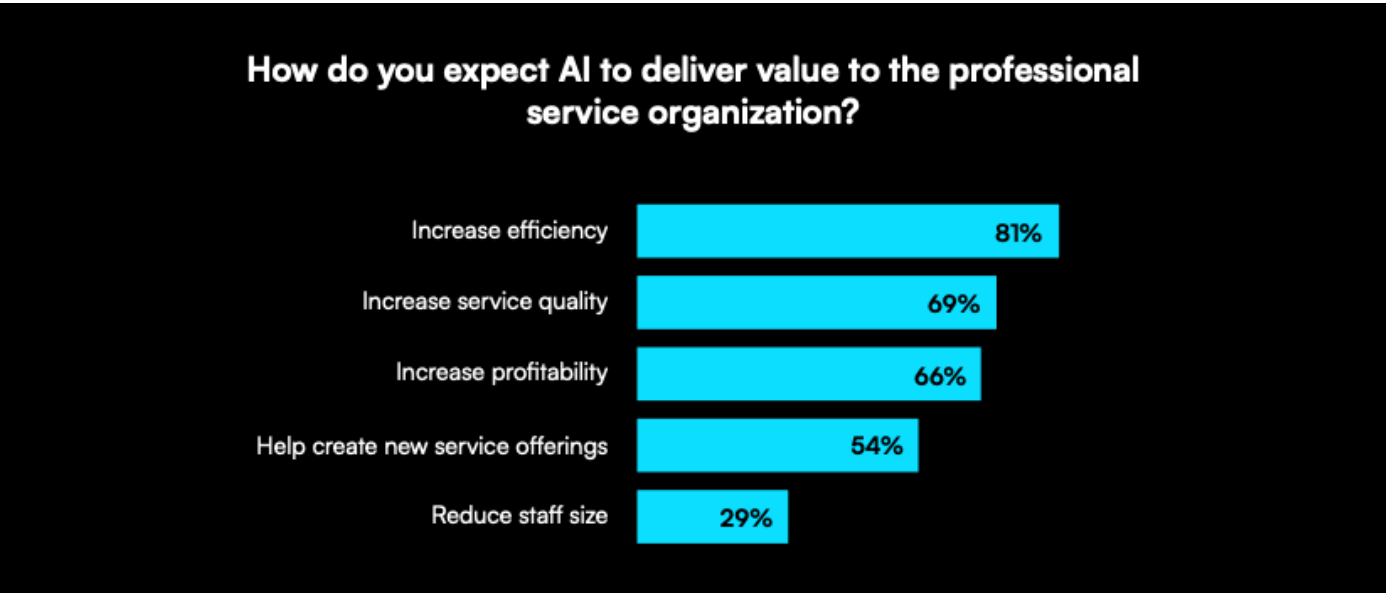 How do you expect AI to deliver value to the professional
service organization?
Increase efficiency 81%
Increase service quality 69%
Increase profitability 66%
Help create new service offerings 54%
Reduce staff size 29%